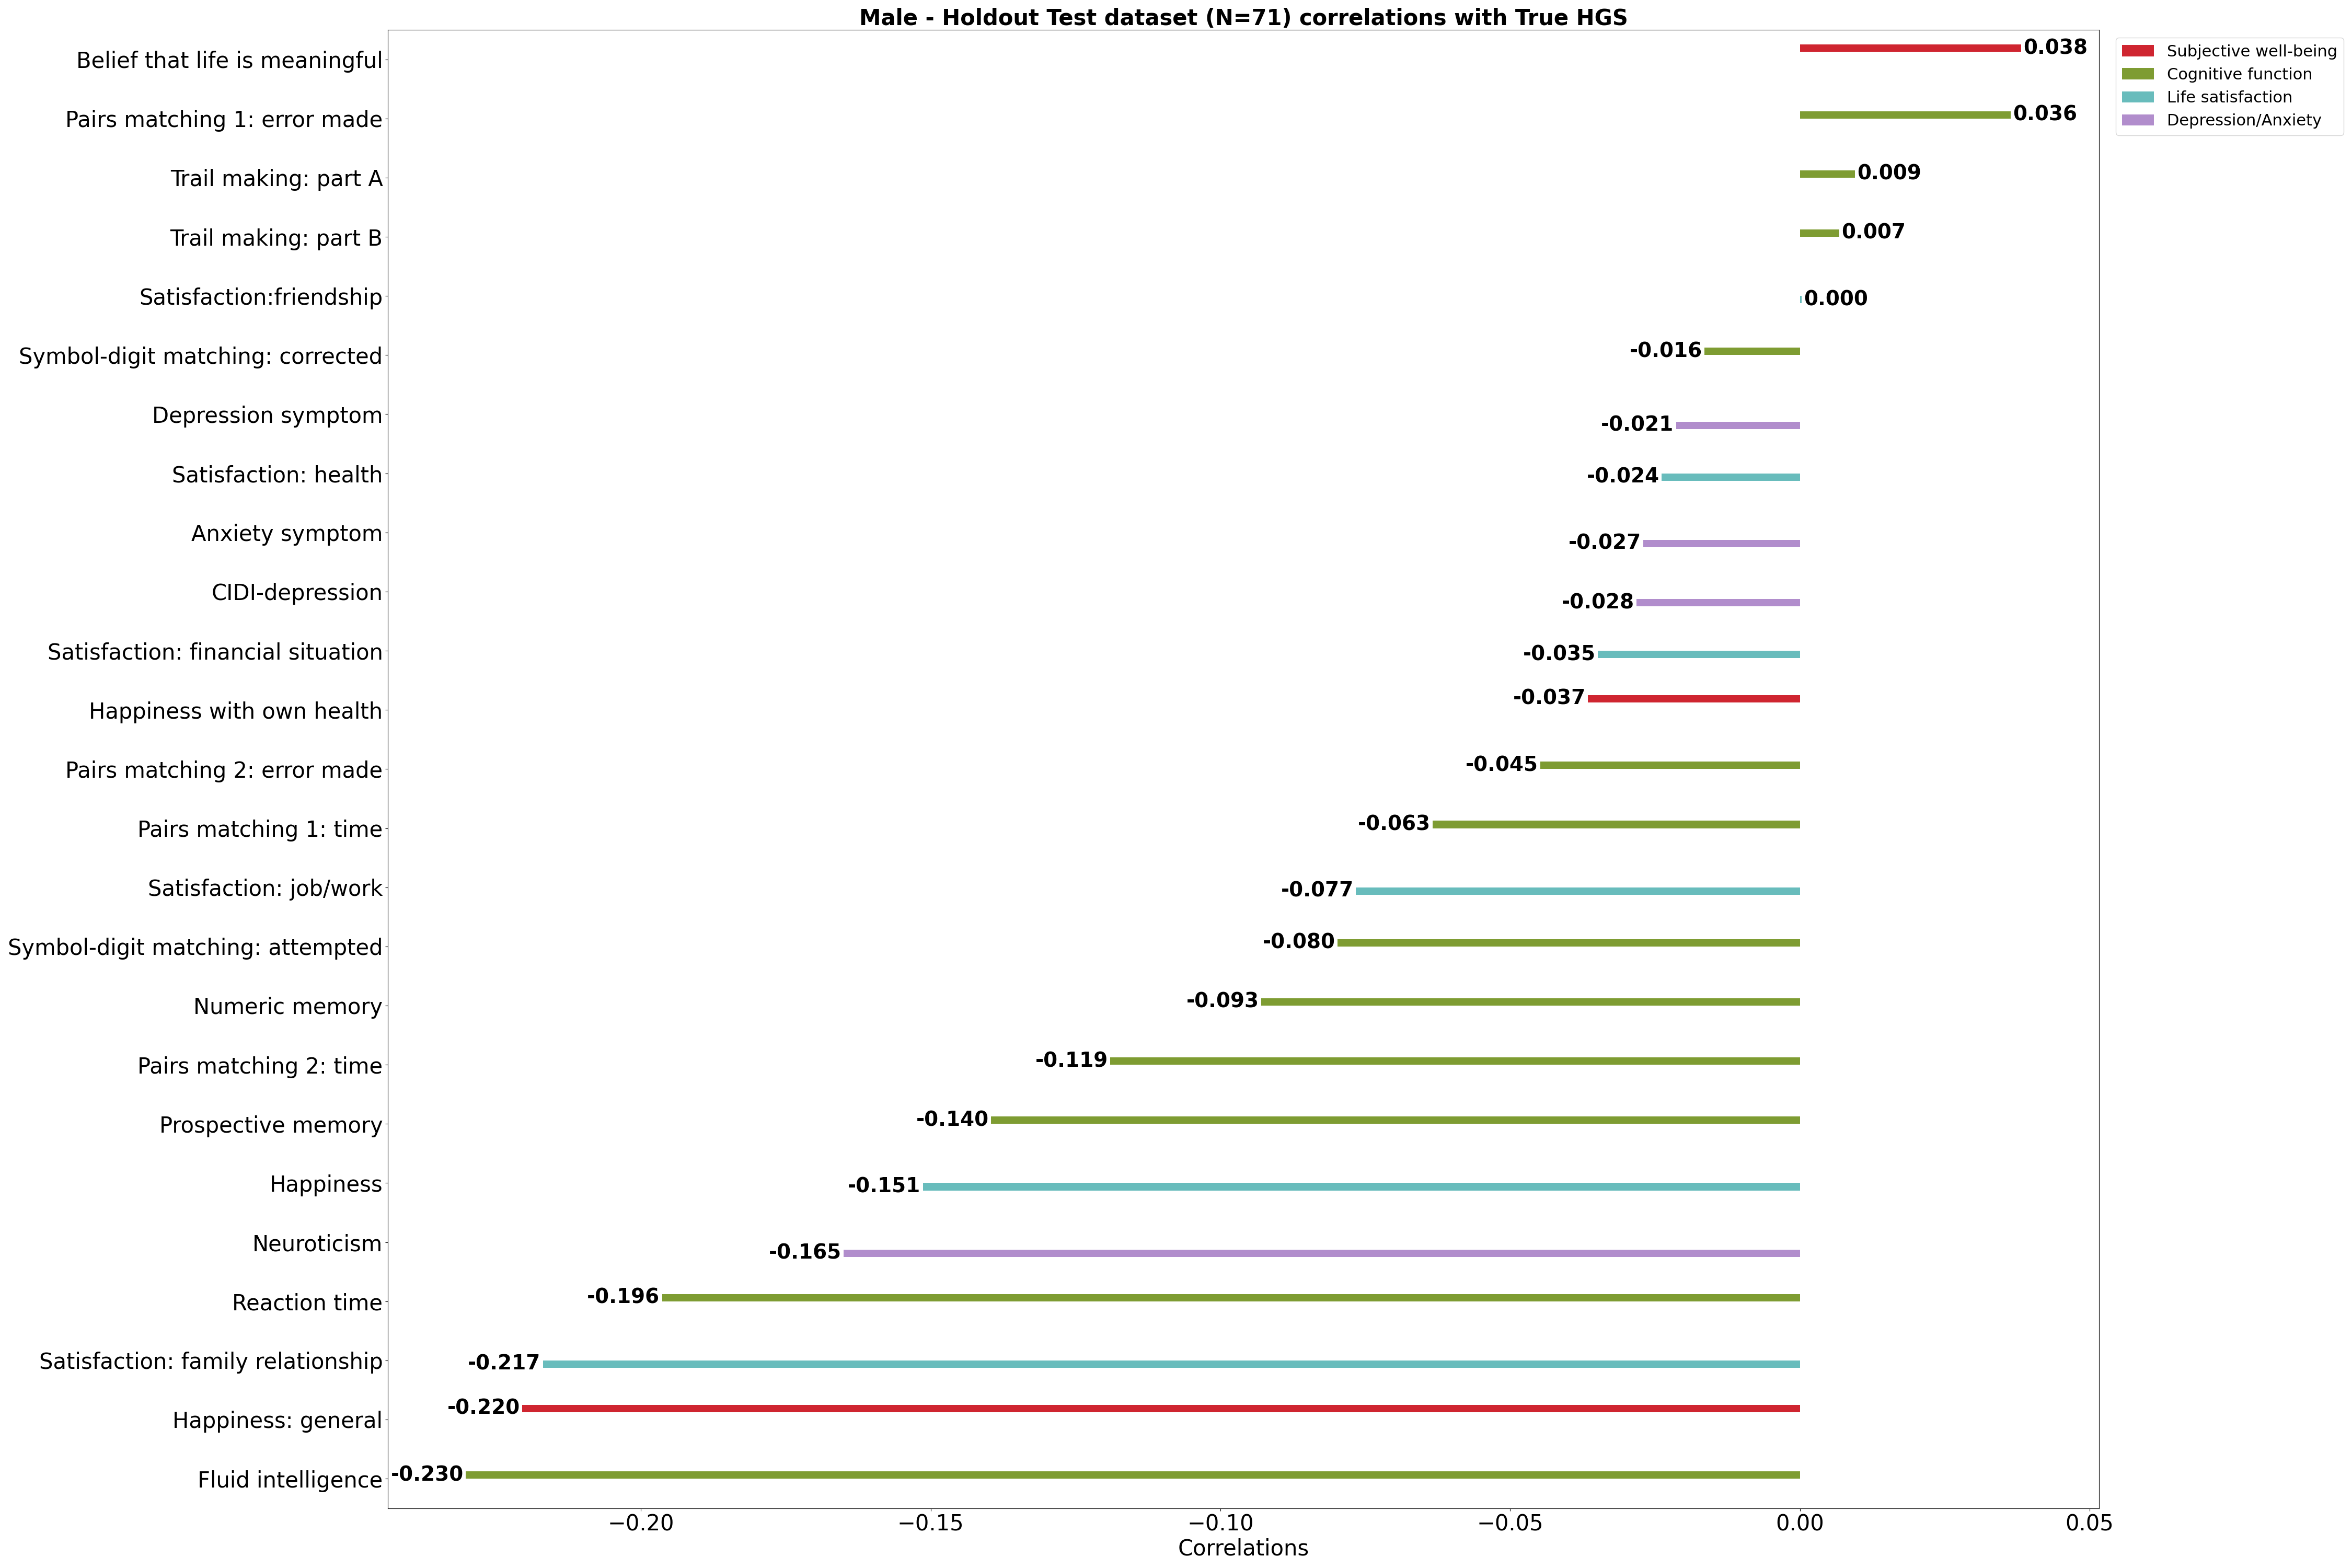 Male - Holdout Test dataset (N=71) correlations with True HGS
Belief that life is meaningful 0.038
Pairs matching 1: error made 0.036
Trail making: part A 0.009
Trail making: part B 0.007
Satisfaction:friendship 0.000
Symbol-digit matching: corrected -0.016
Depression symptom -0.021
Satisfaction: health -0.024
Anxiety symptom -0.027
CIDI-depression -0.028
Satisfaction: financial situation -0.035
Happiness with own health -0.037
Pairs matching 2: error made -0.045
Pairs matching 1: time -0.063
Satisfaction: job/work -0.077
Symbol-digit matching: attempted -0.080
Numeric memory -0.093
Pairs matching 2: time -0.119
Prospective memory -0.140
Happiness -0.151
Neuroticism -0.165
Reaction time -0.196
Satisfaction: family relationship -0.217
Happiness: general -0.220
Fluid intelligence -0.230
−0.20 −0.15 −0.10 −0.05 0.00 0.05
Correlations
Subjective well-being
Cognitive function
Life satisfaction
Depression/Anxiety